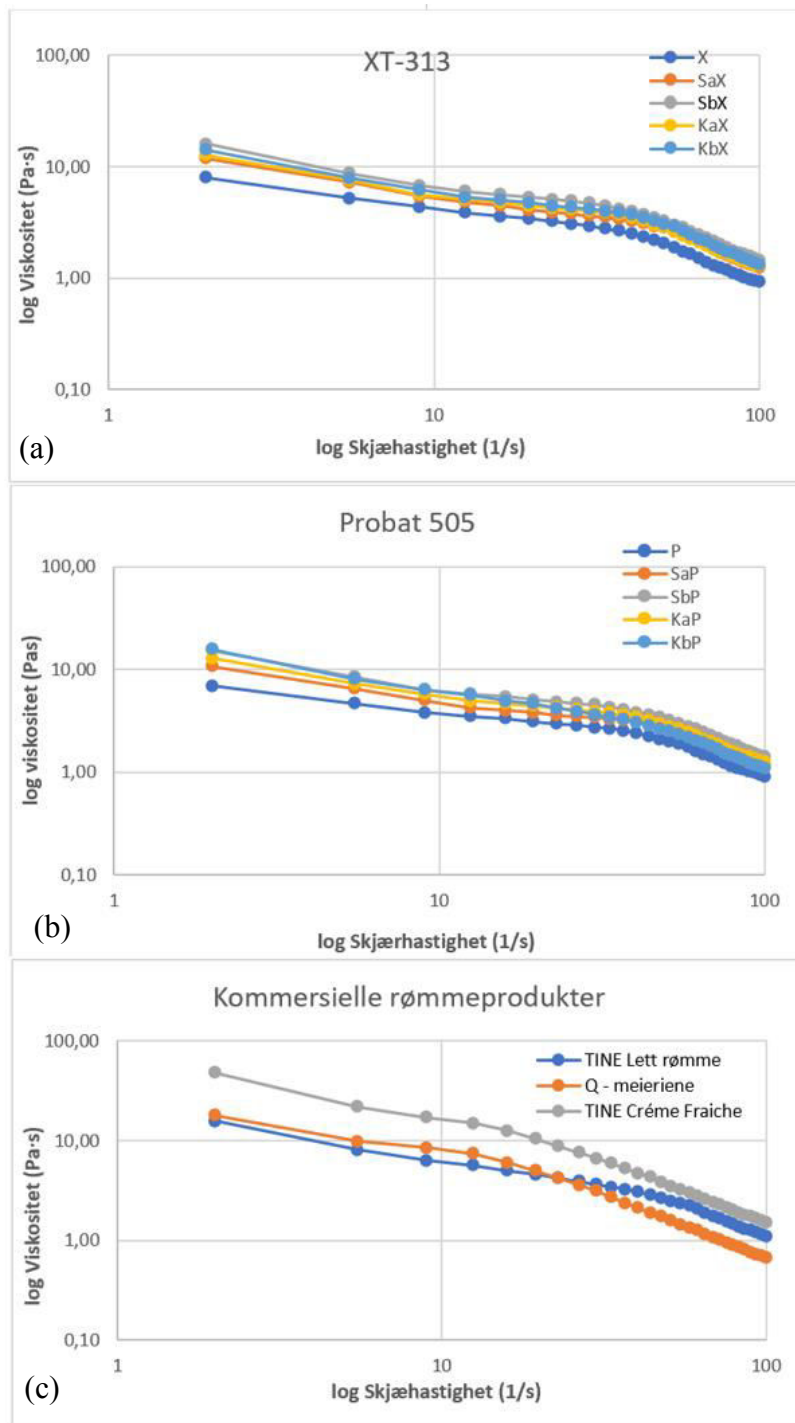 XT-313
X
SaX
SbX
KaX
KbX
100,00
10,00
1,00
0,10
log Viskositet (Pa·s)
1
10
100
log Skjæhastighet (1/s)
(a)
Probat 505
P
SaP
SbP
KaP
KbP
100,00
10,00
1,00
0,10
log viskositet (Pas)
1
10
100
log Skjærhastighet (1/s)
(b)
Kommersielle rømmeprodukter
TINE Lett rømme
Q - meieriene
TINE Créme Fraiche
100,00
10,00
1,00
0,10
log Viskositet (Pa·s)
1
10
100
log Skjæhastighet (1/s)
(c)